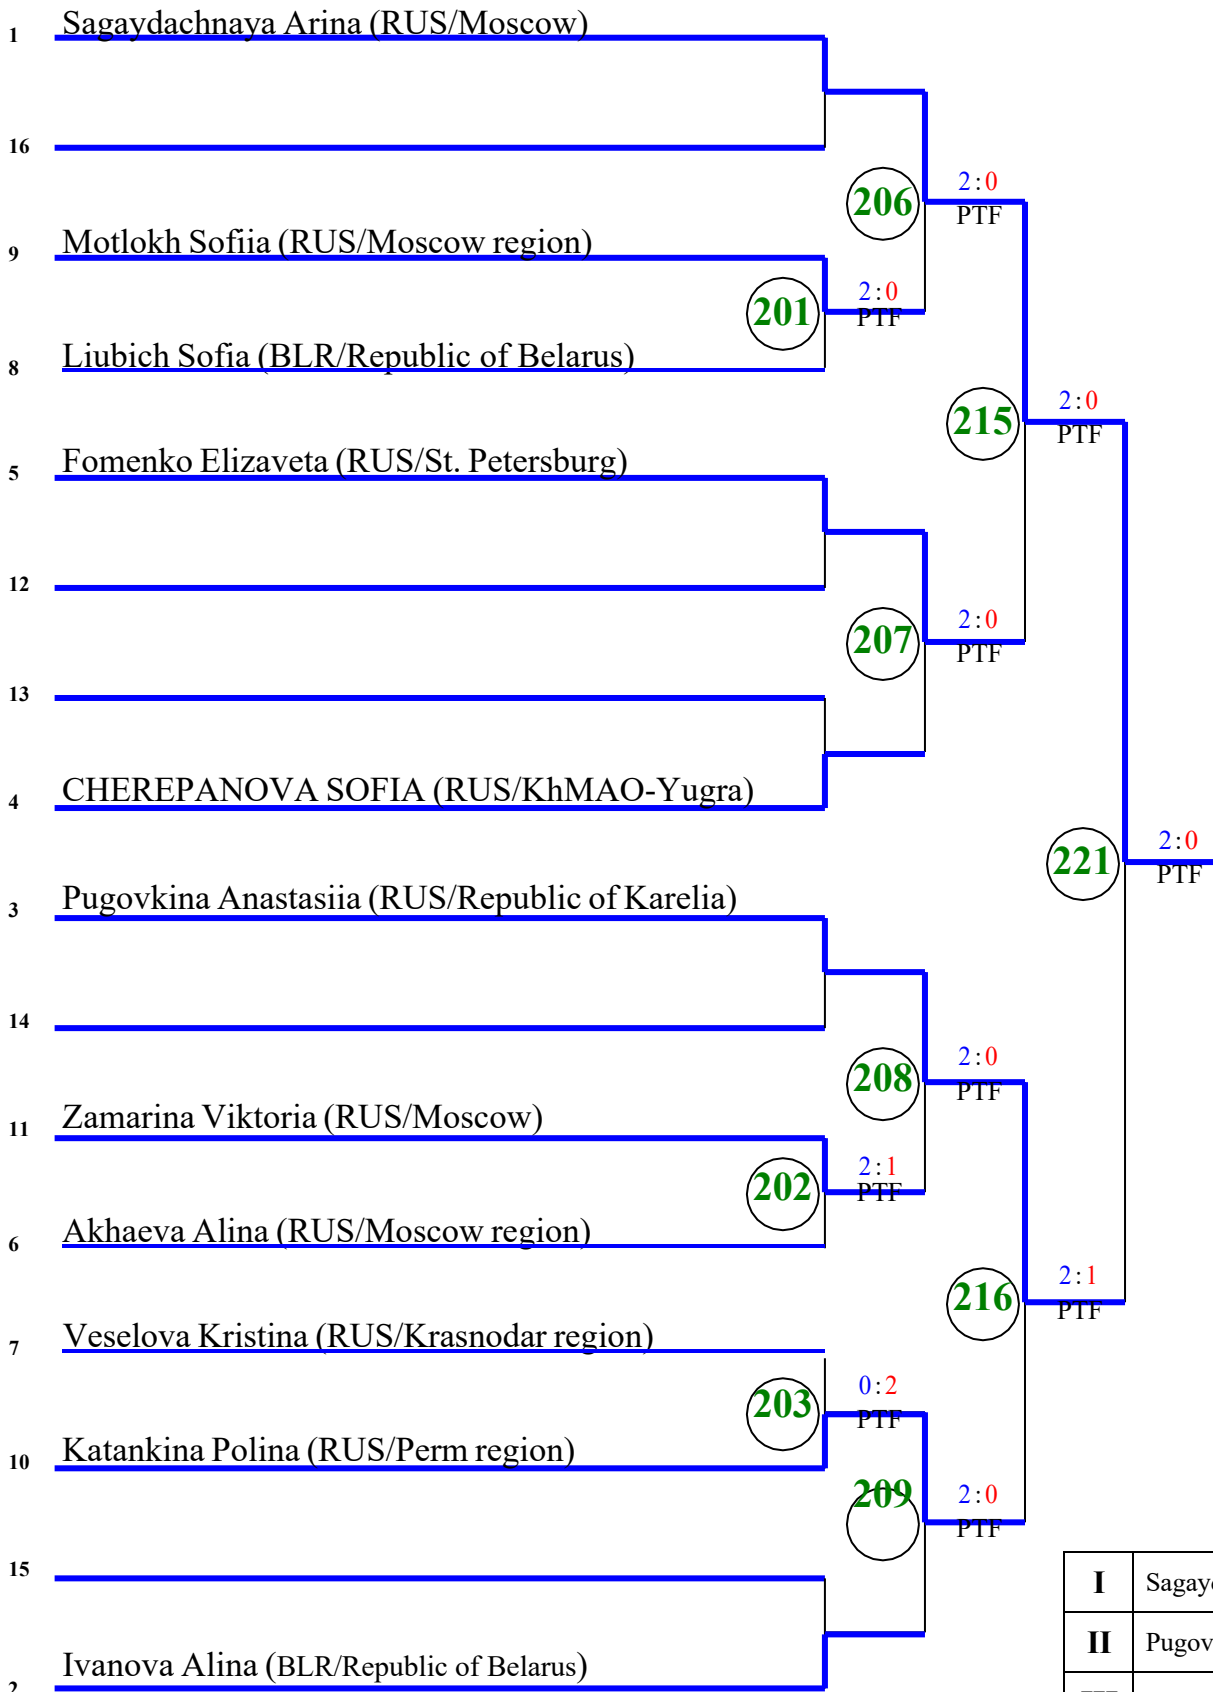 1 Sagaydachnaya Arina (RUS/Moscow)
16
206 2:0
PTF
9 Motlokh Sofiia (RUS/Moscow region)
201 2:0
PTF
8 Liubich Sofia (BLR/Republic of Belarus)
215 2:0
PTF
5 Fomenko Elizaveta (RUS/St. Petersburg)
12
207 2:0
PTF
13
4 CHEREPANOVA SOFIA (RUS/KhMAO-Yugra)
221 2:0
PTF
3 Pugovkina Anastasiia (RUS/Republic of Karelia)
14
208 2:0
PTF
11 Zamarina Viktoria (RUS/Moscow)
202 2:1
PTF
6 Akhaeva Alina (RUS/Moscow region)
216 2:1
PTF
7 Veselova Kristina (RUS/Krasnodar region)
203 0:2
PTF
10 Katankina Polina (RUS/Perm region)
209 2:0
PTF
15
I Sagay
II Pugov
2 Ivanova Alina (BLR/Republic of Belarus)